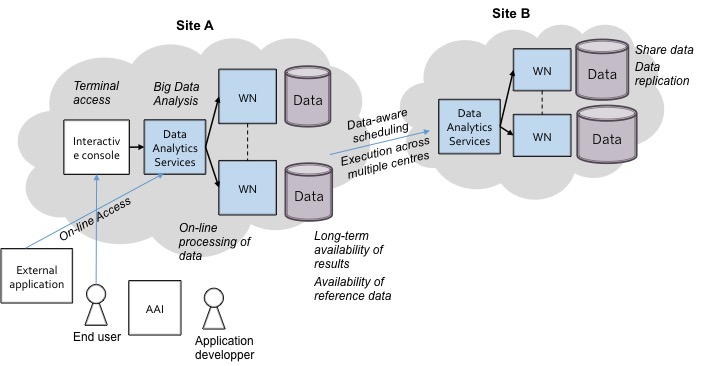 Site A
Site B
Terminal
access
Big Data
Analysis
WN
Data
Interactiv
e console
Data
Analytics
Services
WN
Data
On-line Access
On-line
processing of
data
Data-aware
scheduling
Execution across
multiple centres
Long-term
availability of
results
Availability of
reference data
Data
Analytics
Services
WN
WN
Data
Data
Share data
Data
replication
External
application
End user
AAI
Application
developper